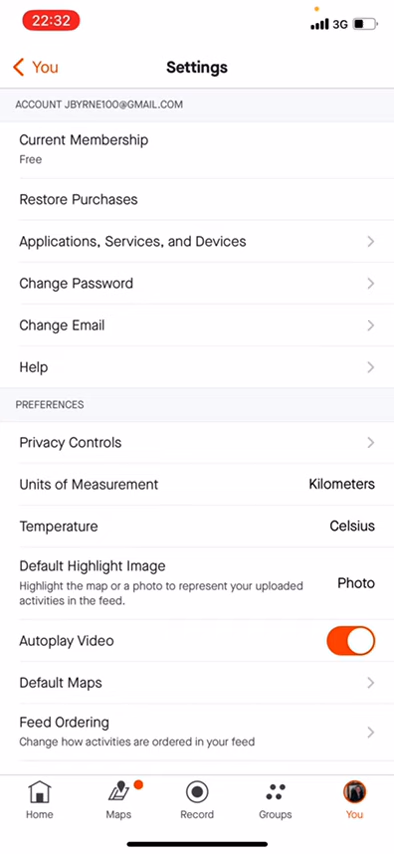 22:32
3G
You
Settings
ACCOUNT JBYRNE100@GMAIL.COM
Current Membership
Free
Restore Purchases
Applications, Services, and Devices
Change Password
Change Email
Help
PREFERENCES
Privacy Controls
Units of Measurement Kilometers
Temperature Celsius
Default Highlight Image
Highlight the map or a photo to represent your uploaded
activities in the feed.
Photo
Autoplay Video
Default Maps
Feed Ordering
Change how activities are ordered in your feed
Home Maps Record Groups You